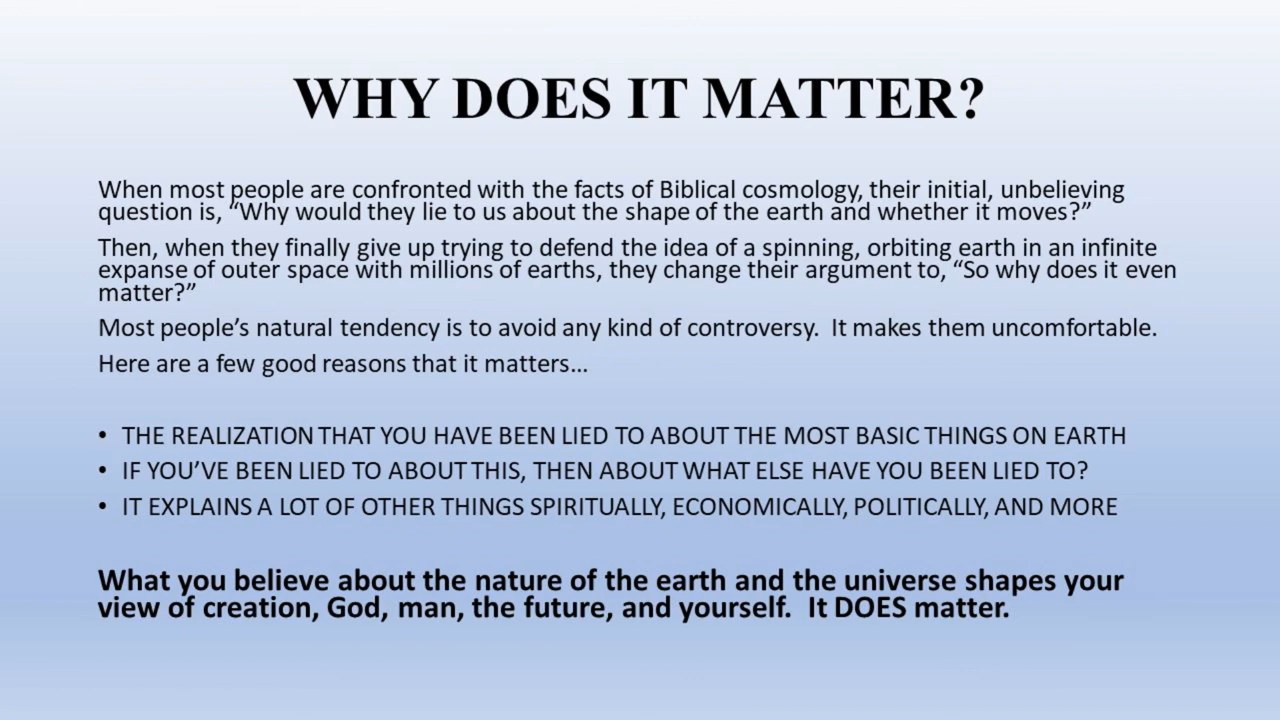 WHY DOES IT MATTER?
When most people are confronted with the facts of Biblical cosmology, their initial, unbelieving
question is, “Why would they lie to us about the shape of the earth and whether it moves?”
Then, when they finally give up trying to defend the idea of a spinning, orbiting earth in an infinite
expanse of outer space with millions of earths, they change their argument to, “So why does it even
matter?”
Most people’s natural tendency is to avoid any kind of controversy.  It makes them uncomfortable.
Here are a few good reasons that it matters…
• THE REALIZATION THAT YOU HAVE BEEN LIED TO ABOUT THE MOST BASIC THINGS ON EARTH
• IF YOU’VE BEEN LIED TO ABOUT THIS, THEN ABOUT WHAT ELSE HAVE YOU BEEN LIED TO?
• IT EXPLAINS A LOT OF OTHER THINGS SPIRITUALLY, ECONOMICALLY, POLITICALLY, AND MORE
What you believe about the nature of the earth and the universe shapes your
view of creation, God, man, the future, and yourself.  It DOES matter.